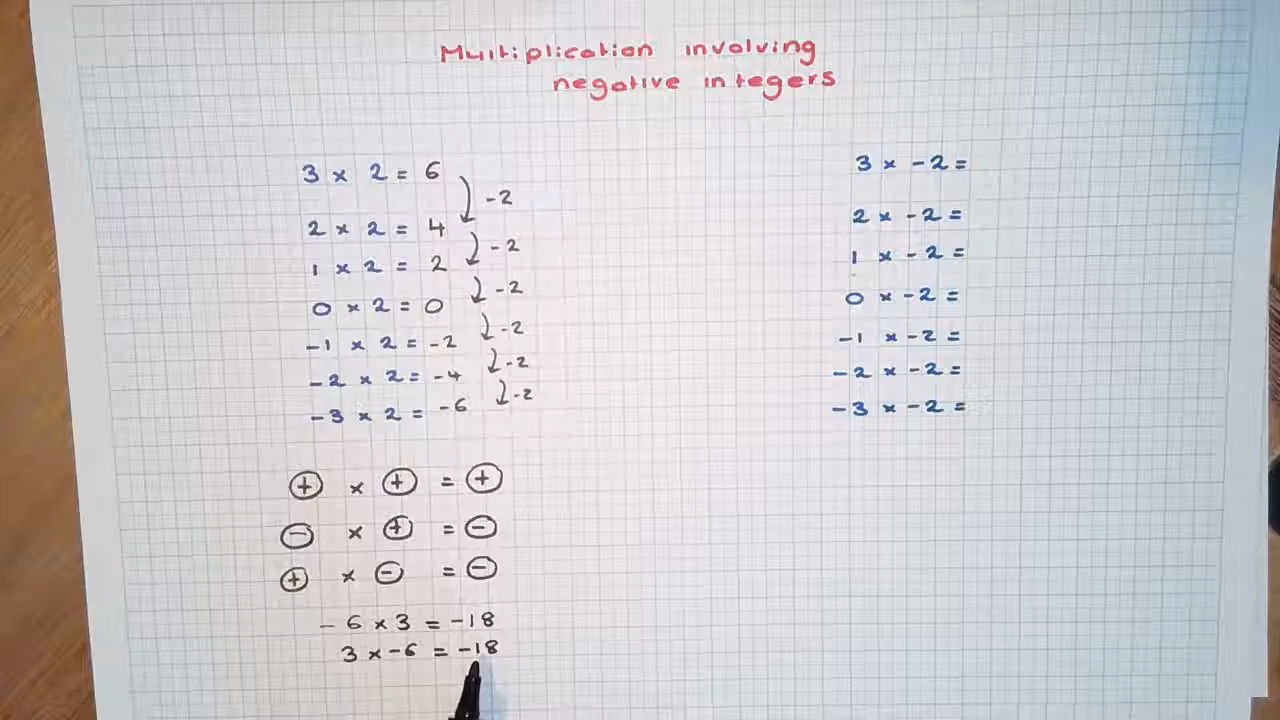 Multiplication involving
negative integers
3 × 2 = 6
-2
2 × 2 = 4
-2
1 × 2 = 2
-2
0 × 2 = 0
-2
-1 × 2 = -2
-2
-2 × 2 = -4
-2
-3 × 2 = -6
+ × + = +
- × + = -
+ × - = -
-6 × 3 = -18
3 × -6 = -18
3 × -2 =
2 × -2 =
1 × -2 =
0 × -2 =
-1 × -2 =
-2 × -2 =
-3 × -2 =